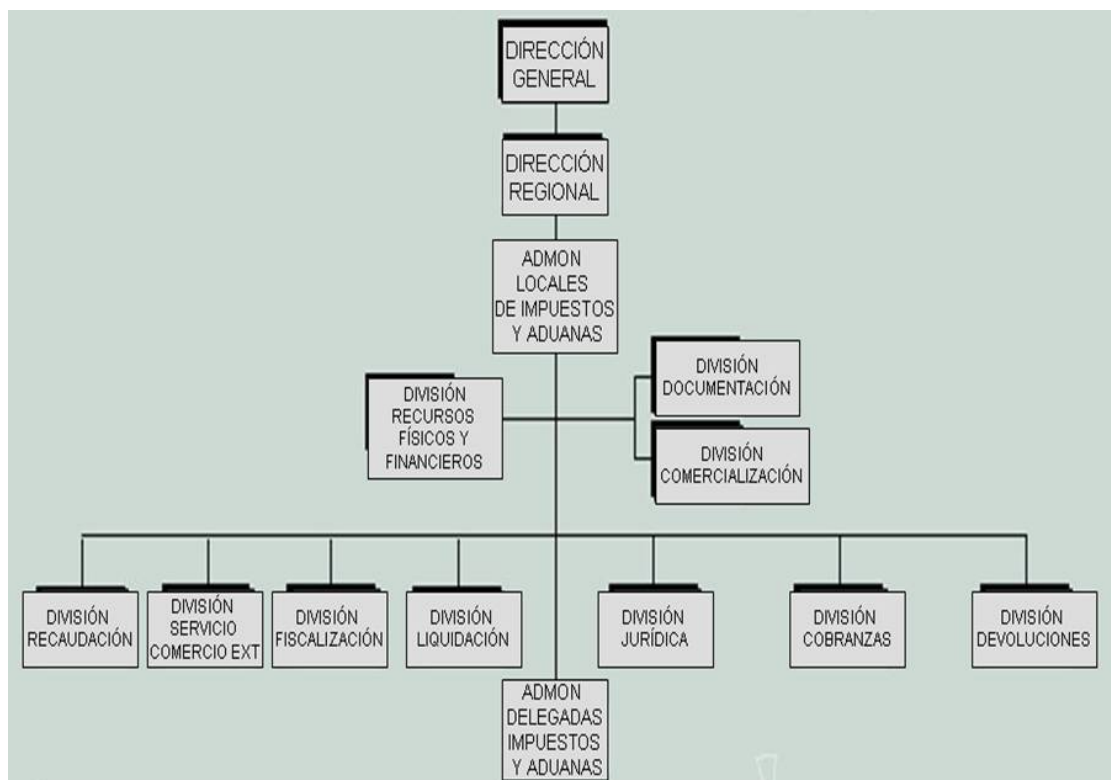 DIRECCIÓN
GENERAL
DIRECCIÓN
REGIONAL
ADMON
LOCALES
DE IMPUESTOS
Y ADUANAS
DIVISIÓN
RECURSOS
FÍSICOS Y
FINANCIEROS
DIVISIÓN
DOCUMENTACIÓN
DIVISIÓN
COMERCIALIZACIÓN
DIVISIÓN
RECAUDACIÓN
DIVISIÓN
SERVICIO
COMERCIO EXT
DIVISIÓN
FISCALIZACIÓN
DIVISIÓN
LIQUIDACIÓN
DIVISIÓN
JURÍDICA
DIVISIÓN
COBRANZAS
DIVISIÓN
DEVOLUCIONES
ADMON
DELEGADAS
IMPUESTOS
Y ADUANAS